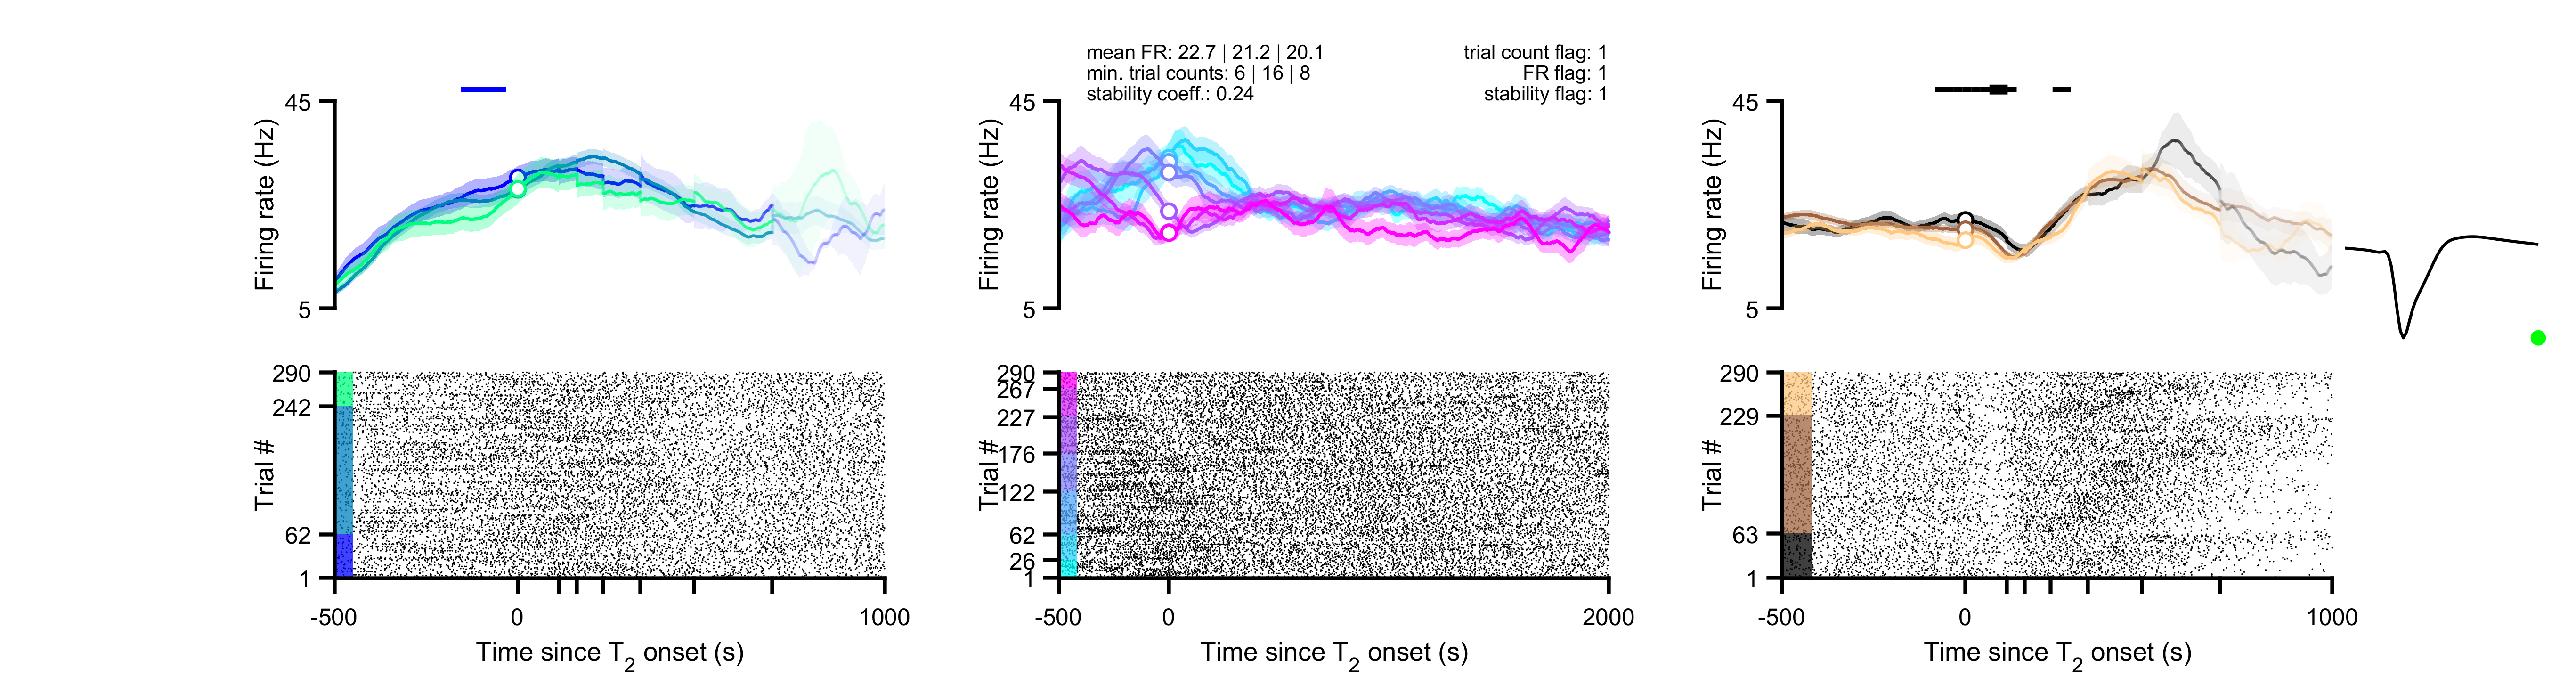 mean FR: 22.7 | 21.2 | 20.1
min. trial counts: 6 | 16 | 8
stability coeff.: 0.24
trial count flag: 1
FR flag: 1
stability flag: 1
45
Firing rate (Hz)
5
45
Firing rate (Hz)
5
45
Firing rate (Hz)
5
290
242
Trial #
62
1
-500
0
1000
Time since T2 onset (s)
290
267
227
176
Trial #
122
62
26
1
-500
0
2000
Time since T2 onset (s)
290
229
Trial #
63
1
-500
0
1000
Time since T2 onset (s)